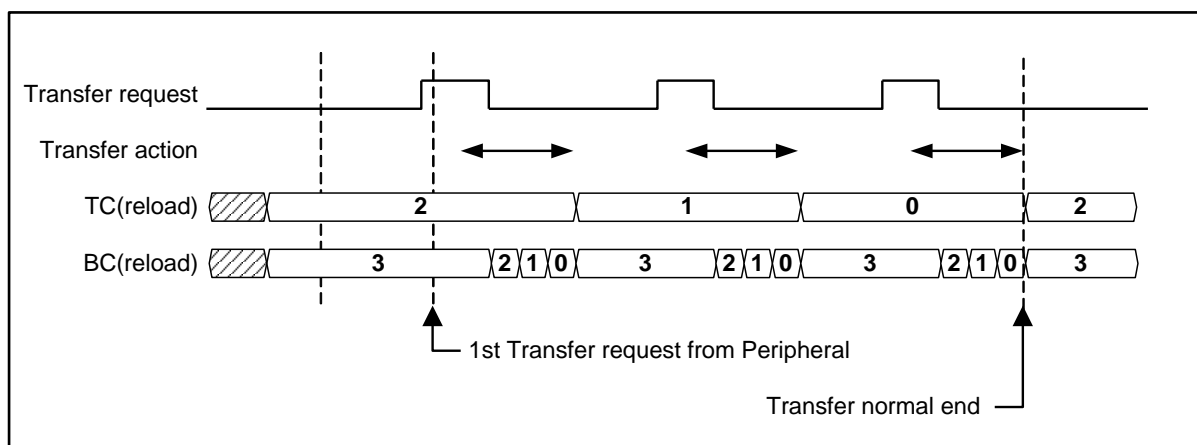 Transfer request
Transfer action
TC(reload) 2 1 0 2
BC(reload) 3 2 1 0 3 2 1 0 3 2 1 0 3
1st Transfer request from Peripheral
Transfer normal end